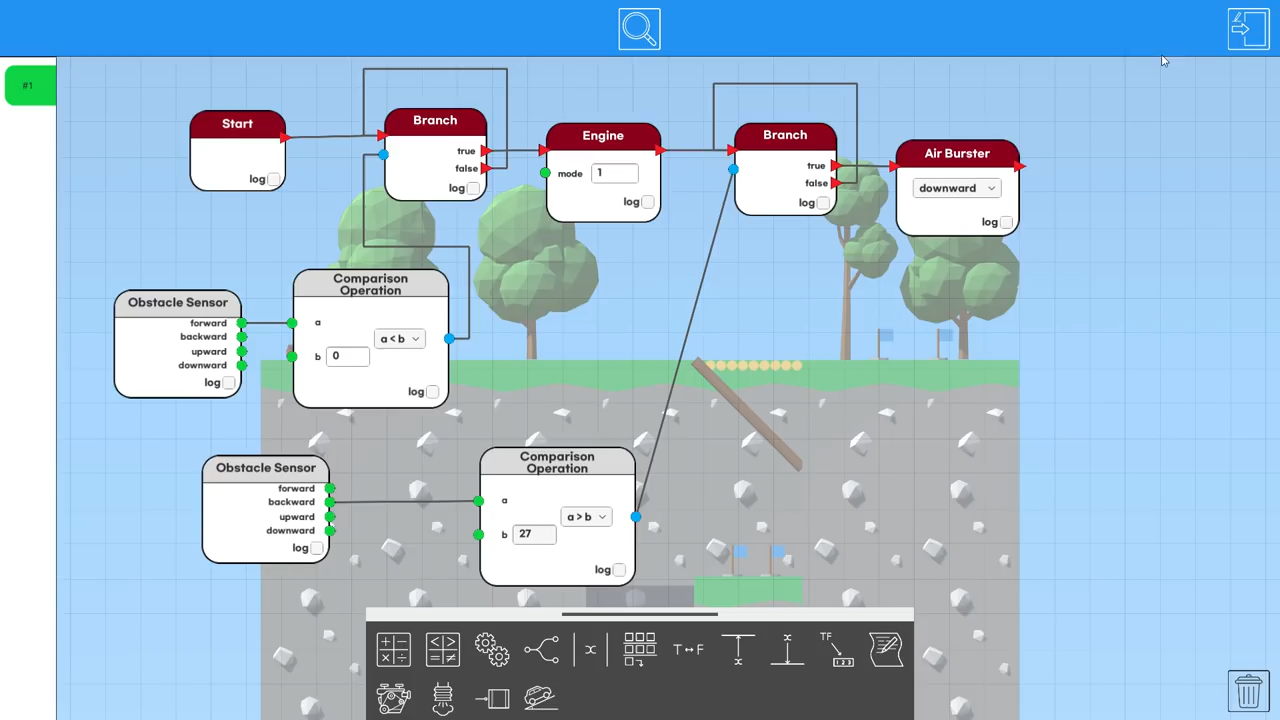 #1
Start
log
Branch
true
false
log
Engine
mode 1
log
Branch
true
false
log
Air Burster
downward
log
Obstacle Sensor
forward
backward
upward
downward
log
Comparison
Operation
a
a < b
b 0
log
Obstacle Sensor
forward
backward
upward
downward
log
Comparison
Operation
a
a > b
b 27
log
+ -
× ÷
< >
= ≠
x
T↔F
x
x
TF
123